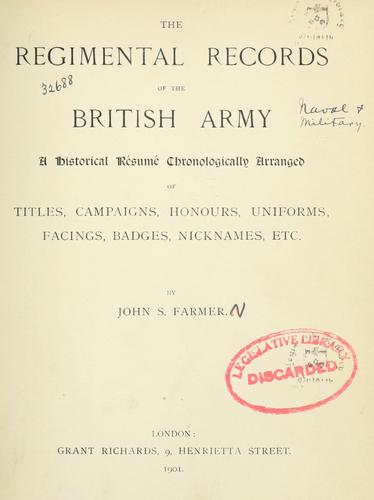 THE
REGIMENTAL RECORDS
32688
OF THE
BRITISH ARMY
Naval &
Military.
A Historical Résumé Chronologically Arranged
OF
TITLES, CAMPAIGNS, HONOURS, UNIFORMS,
FACINGS, BADGES, NICKNAMES, ETC.
BY
JOHN S. FARMER.
LEGISLATIVE LIBRARY
DISCARDED
LONDON:
GRANT RICHARDS, 9, HENRIETTA STREET.
1901.